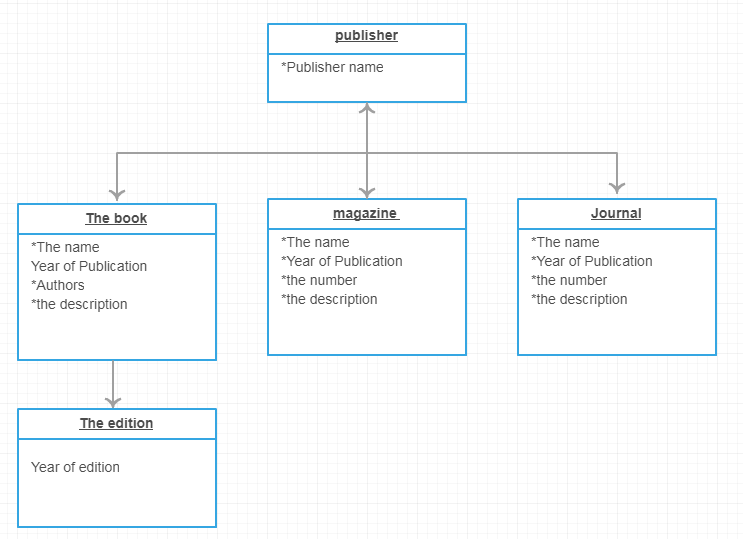 publisher
*Publisher name
The book
*The name
Year of Publication
*Authors
*the description
magazine
*The name
*Year of Publication
*the number
*the description
Journal
*The name
*Year of Publication
*the number
*the description
The edition
Year of edition